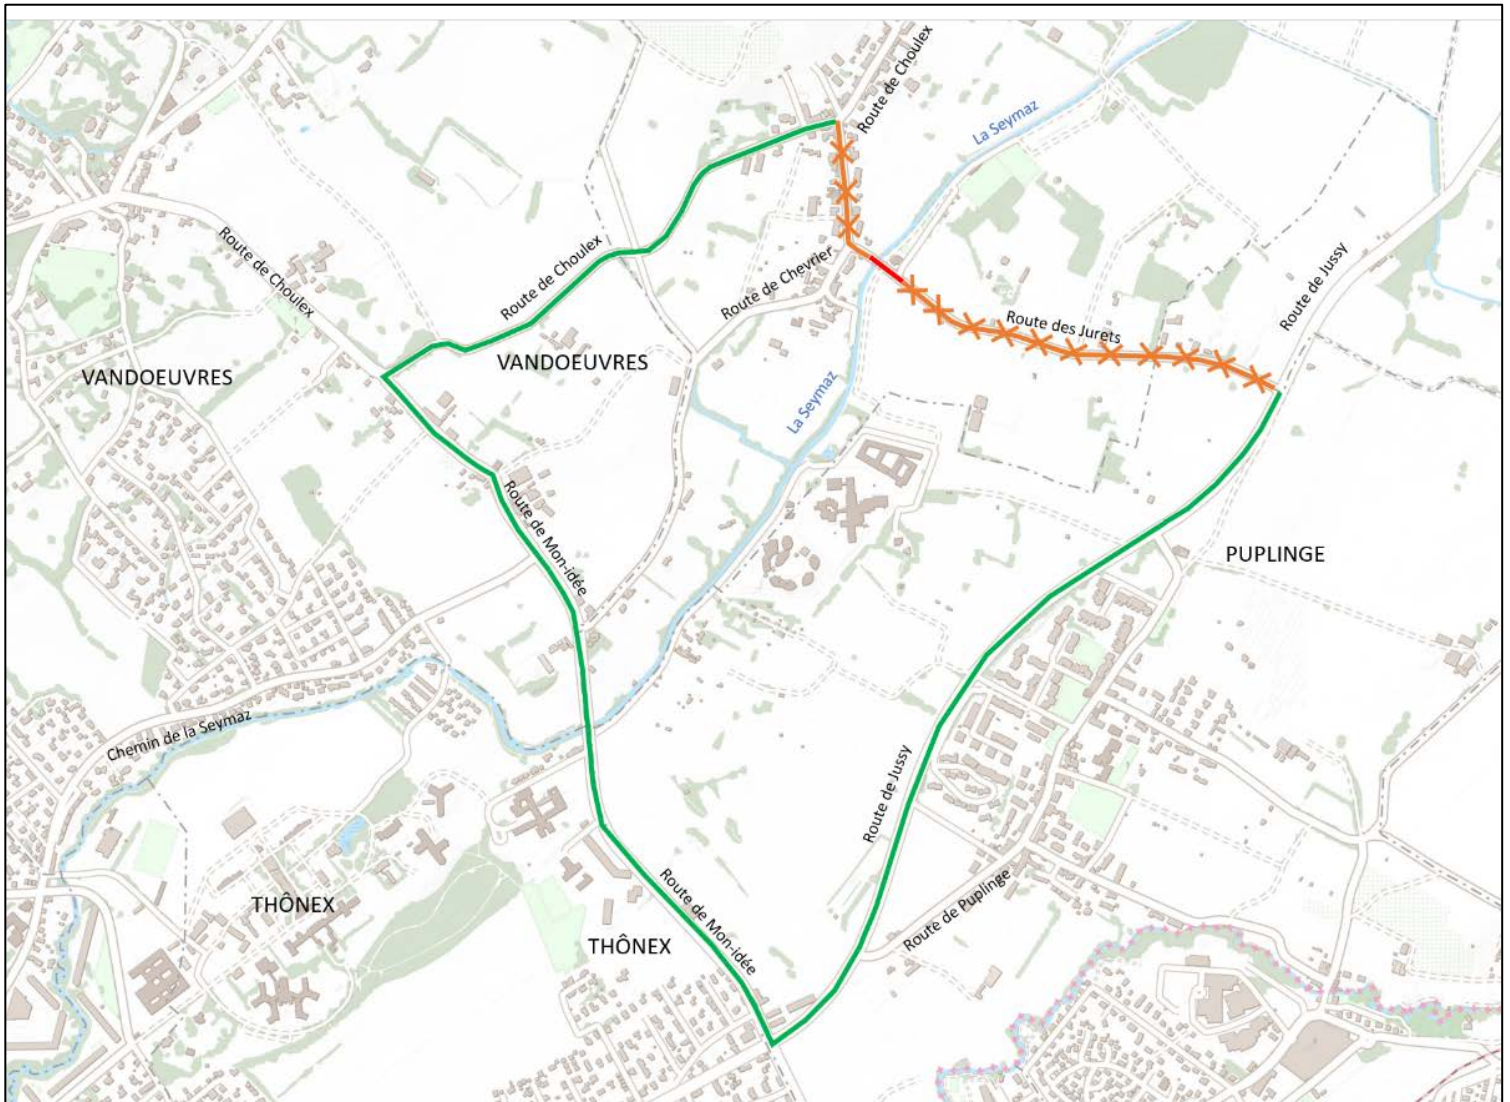 Route de Choulex
La Seymaz
Route de Choulex
Route de Choulex
Route de Chevrier
Route de Jussy
Route des Jurets
VANDOEUVRES
VANDOEUVRES
La Seymaz
Route de Mon-idée
PUPLINGE
Chemin de la Seymaz
Route de Jussy
Route de Puplinge
THÔNEX
Route de Mon-idée
THÔNEX